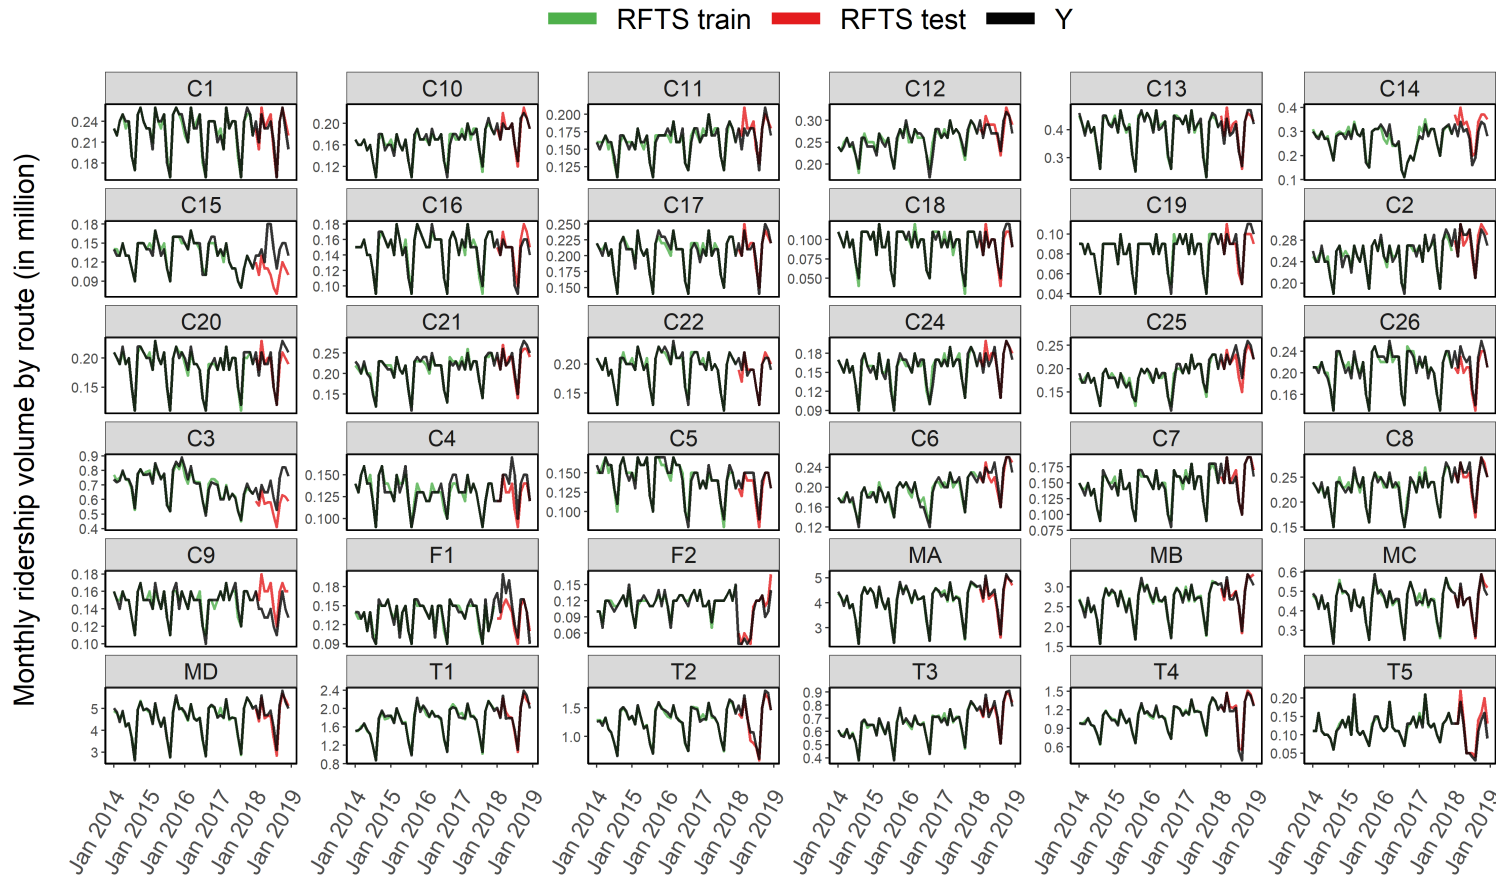 RFTS train RFTS test Y
Monthly ridership volume by route (in million)
C1 C10 C11 C12 C13 C14
0.24 0.21 0.18
0.20 0.16 0.12
0.200 0.175 0.150 0.125
0.30 0.25 0.20
0.4 0.3
0.4 0.3 0.2 0.1
C15 C16 C17 C18 C19 C2
0.18 0.15 0.12 0.09
0.18 0.16 0.14 0.12 0.10
0.250 0.225 0.200 0.175 0.150
0.100 0.075 0.050
0.10 0.08 0.06 0.04
0.28 0.24 0.20
C20 C21 C22 C24 C25 C26
0.20 0.15
0.25 0.20 0.15
0.20 0.15
0.18 0.15 0.12 0.09
0.25 0.20 0.15
0.24 0.20 0.16
C3 C4 C5 C6 C7 C8
0.9 0.8 0.7 0.6 0.5 0.4
0.150 0.125 0.100
0.150 0.125 0.100
0.24 0.20 0.16 0.12
0.175 0.150 0.125 0.100 0.075
0.25 0.20 0.15
C9 F1 F2 MA MB MC
0.18 0.16 0.14 0.12 0.10
0.18 0.15 0.12 0.09
0.15 0.12 0.09 0.06
5 4 3
3.0 2.5 2.0 1.5
0.6 0.5 0.4 0.3
MD T1 T2 T3 T4 T5
5 4 3
2.4 2.0 1.6 1.2 0.8
1.5 1.0
0.9 0.8 0.7 0.6 0.5 0.4
1.5 1.2 0.9 0.6
0.20 0.15 0.10 0.05
Jan 2014 Jan 2015 Jan 2016 Jan 2017 Jan 2018 Jan 2019
Jan 2014 Jan 2015 Jan 2016 Jan 2017 Jan 2018 Jan 2019
Jan 2014 Jan 2015 Jan 2016 Jan 2017 Jan 2018 Jan 2019
Jan 2014 Jan 2015 Jan 2016 Jan 2017 Jan 2018 Jan 2019
Jan 2014 Jan 2015 Jan 2016 Jan 2017 Jan 2018 Jan 2019
Jan 2014 Jan 2015 Jan 2016 Jan 2017 Jan 2018 Jan 2019